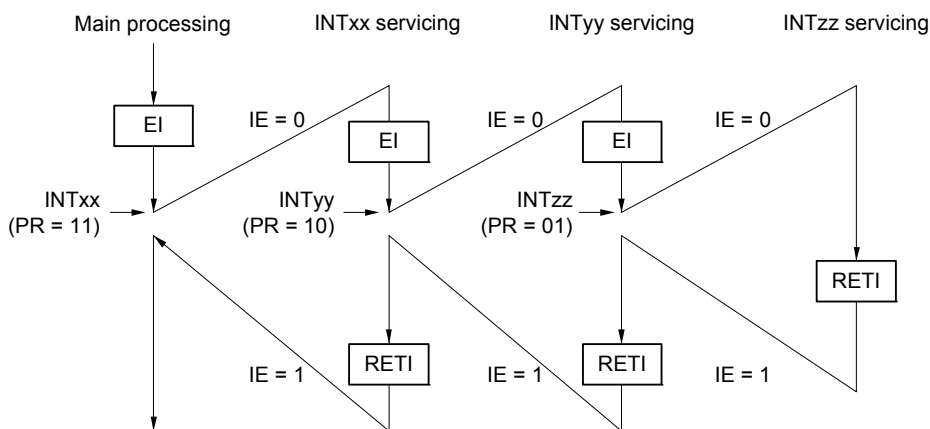 Main processing
INTxx servicing
INTyy servicing
INTzz servicing
EI
IE = 0
EI
IE = 0
EI
IE = 0
INTxx
(PR = 11)
INTyy
(PR = 10)
INTzz
(PR = 01)
RETI
IE = 1
RETI
IE = 1
RETI
IE = 1